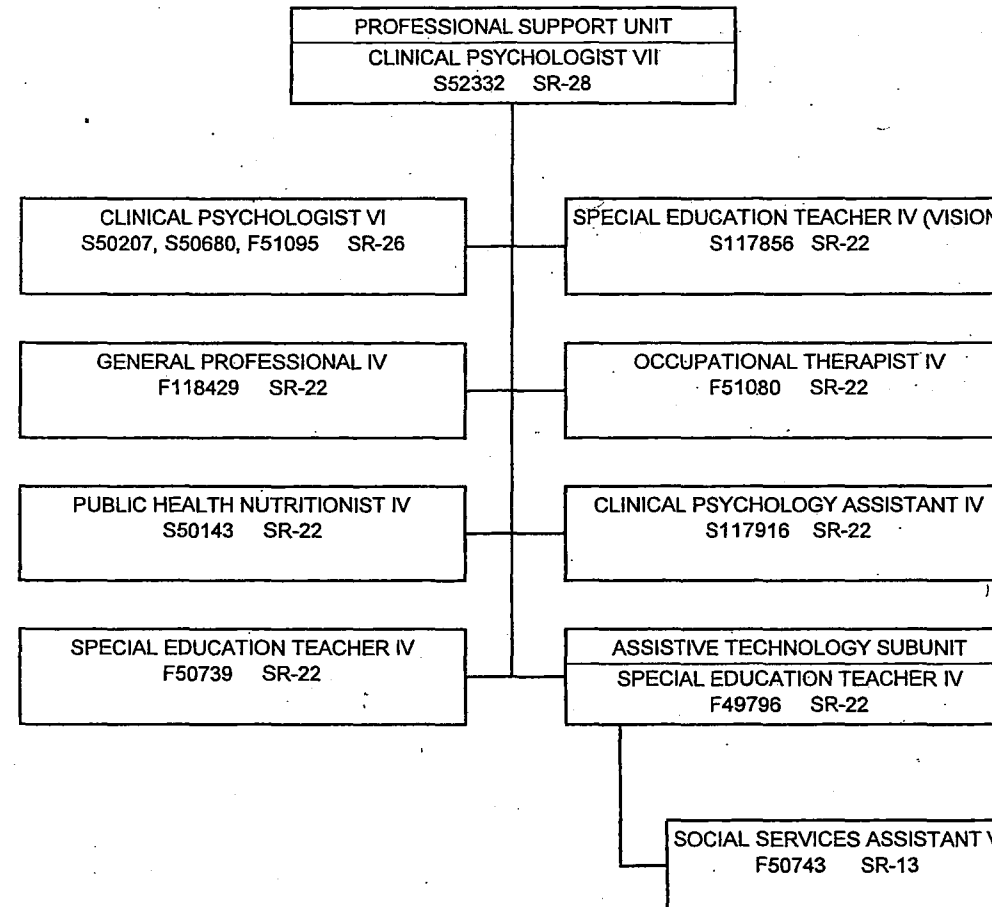 PROFESSIONAL SUPPORT UNIT
CLINICAL PSYCHOLOGIST VII
S52332 SR-28
CLINICAL PSYCHOLOGIST VI
S50207, S50680, F51095 SR-26
SPECIAL EDUCATION TEACHER IV (VISION
S117856 SR-22
GENERAL PROFESSIONAL IV
F118429 SR-22
OCCUPATIONAL THERAPIST IV
F51080 SR-22
PUBLIC HEALTH NUTRITIONIST IV
S50143 SR-22
CLINICAL PSYCHOLOGY ASSISTANT IV
S117916 SR-22
SPECIAL EDUCATION TEACHER IV
F50739 SR-22
ASSISTIVE TECHNOLOGY SUBUNIT
SPECIAL EDUCATION TEACHER IV
F49796 SR-22
SOCIAL SERVICES ASSISTANT V
F50743 SR-13